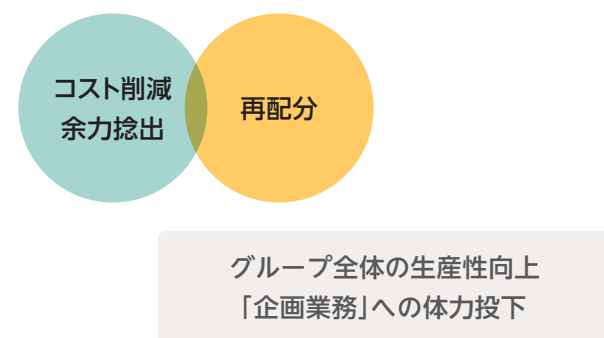 コスト削減
余力捻出
再配分
グループ全体の生産性向上
「企画業務」への体力投下